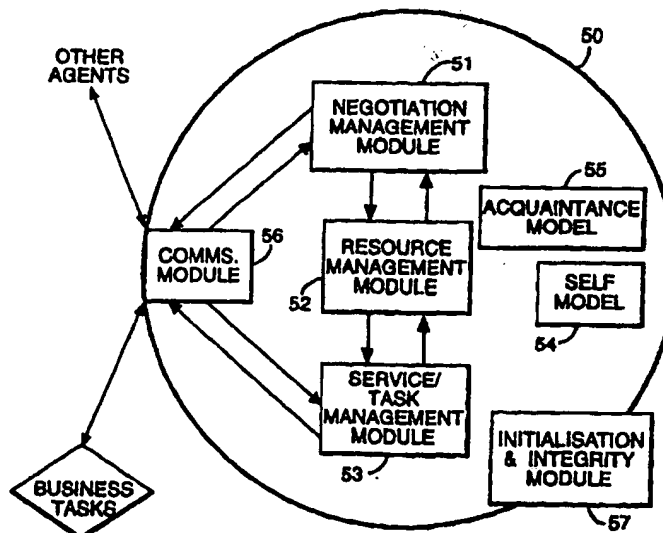 50
OTHER
AGENTS
51
NEGOTIATION
MANAGEMENT
MODULE
55
ACQUAINTANCE
MODEL
COMMS.
MODULE
56
RESOURCE
MANAGEMENT
MODULE
52
SELF
MODEL
54
SERVICE/
TASK
MANAGEMENT
MODULE
53
INITIALISATION
& INTEGRITY
MODULE
57
BUSINESS
TASKS